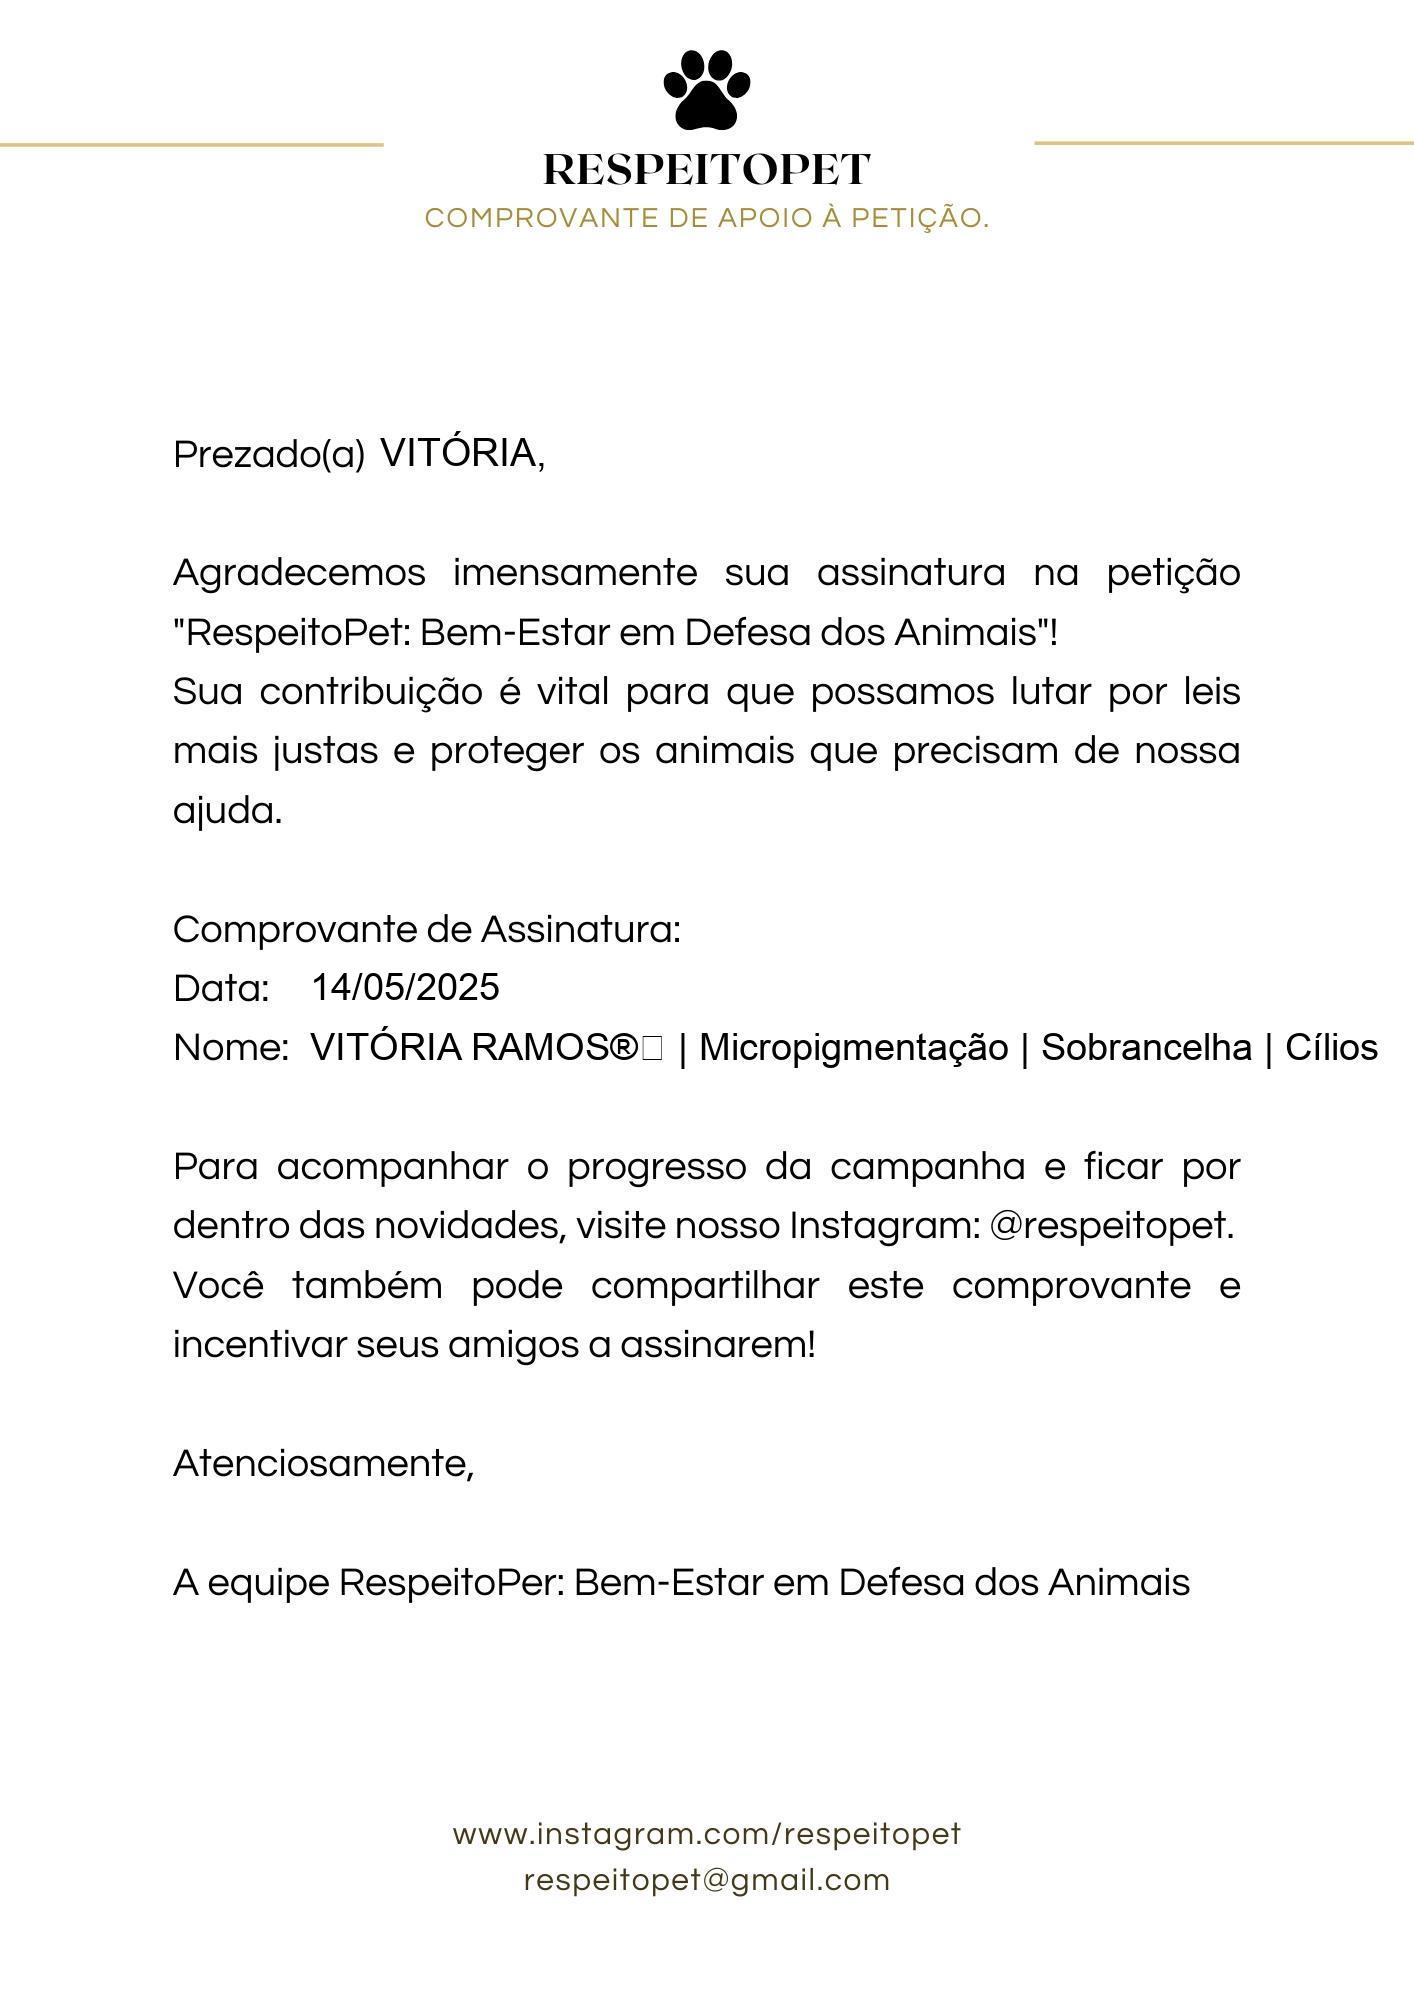 RESPEITOPET
COMPROVANTE DE APOIO À PETIÇÃO.
Prezado(a) VITÓRIA,
Agradecemos imensamente sua assinatura na petição
"RespeitoPet: Bem-Estar em Defesa dos Animais"!
Sua contribuição é vital para que possamos lutar por leis
mais justas e proteger os animais que precisam de nossa
ajuda.
Comprovante de Assinatura:
Data: 14/05/2025
Nome: VITÓRIA RAMOS®□ | Micropigmentação | Sobrancelha | Cílios
Para acompanhar o progresso da campanha e ficar por
dentro das novidades, visite nosso Instagram: @respeitopet.
Você também pode compartilhar este comprovante e
incentivar seus amigos a assinarem!
Atenciosamente,
A equipe RespeitoPer: Bem-Estar em Defesa dos Animais
www.instagram.com/respeitopet
respeitopet@gmail.com